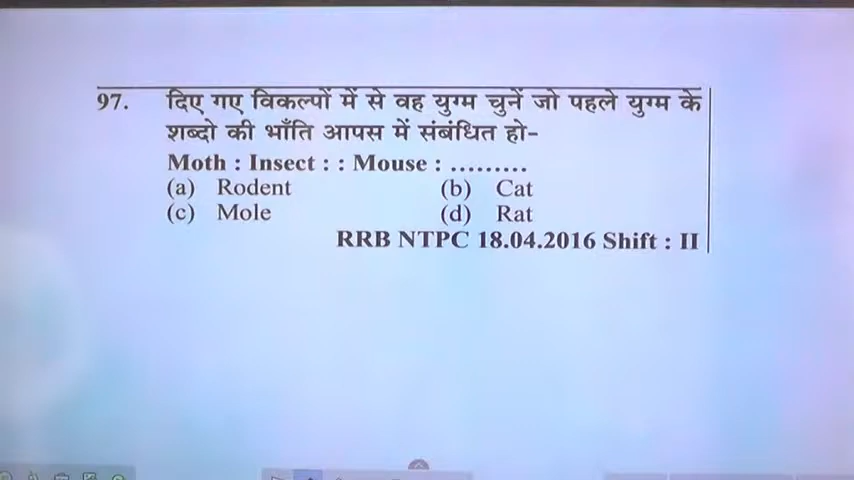 97. दिए गए विकल्पों में से वह युग्म चुनें जो पहले युग्म के
शब्दो की भाँति आपस में संबंधित हो-
Moth : Insect : : Mouse : .........
(a) Rodent (b) Cat
(c) Mole (d) Rat
RRB NTPC 18.04.2016 Shift : II